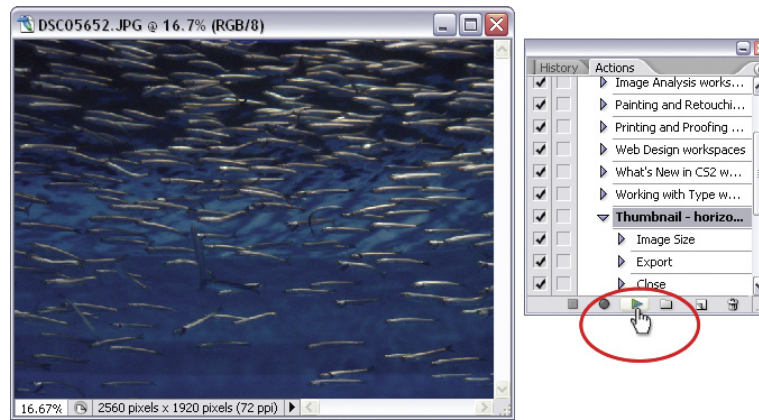 DSC05652.JPG @ 16.7% (RGB/8)
History Actions
Image Analysis works...
Painting and Retouchi...
Printing and Proofing ...
Web Design workspaces
What's New in CS2 w...
Working with Type w...
Thumbnail - horizo...
Image Size
Export
Close
16.67% 2560 pixels x 1920 pixels (72 ppi)